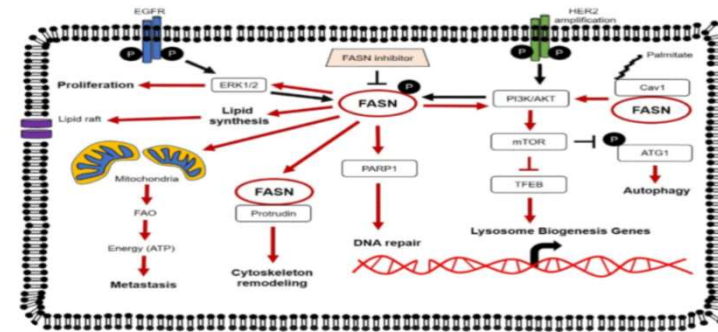 EGFR
HER2
amplification
P
P
P
P
FASN inhibitor
Palmitate
P
Proliferation
ERK1/2
FASN
PI3K/AKT
Cav1
FASN
Lipid raft
Lipid
synthesis
mTOR
P
ATG1
Mitochondria
PARP1
TFEB
Autophagy
FASN
Protrudin
FAO
Lysosome Biogenesis Genes
DNA repair
Energy (ATP)
Cytoskeleton
remodeling
Metastasis